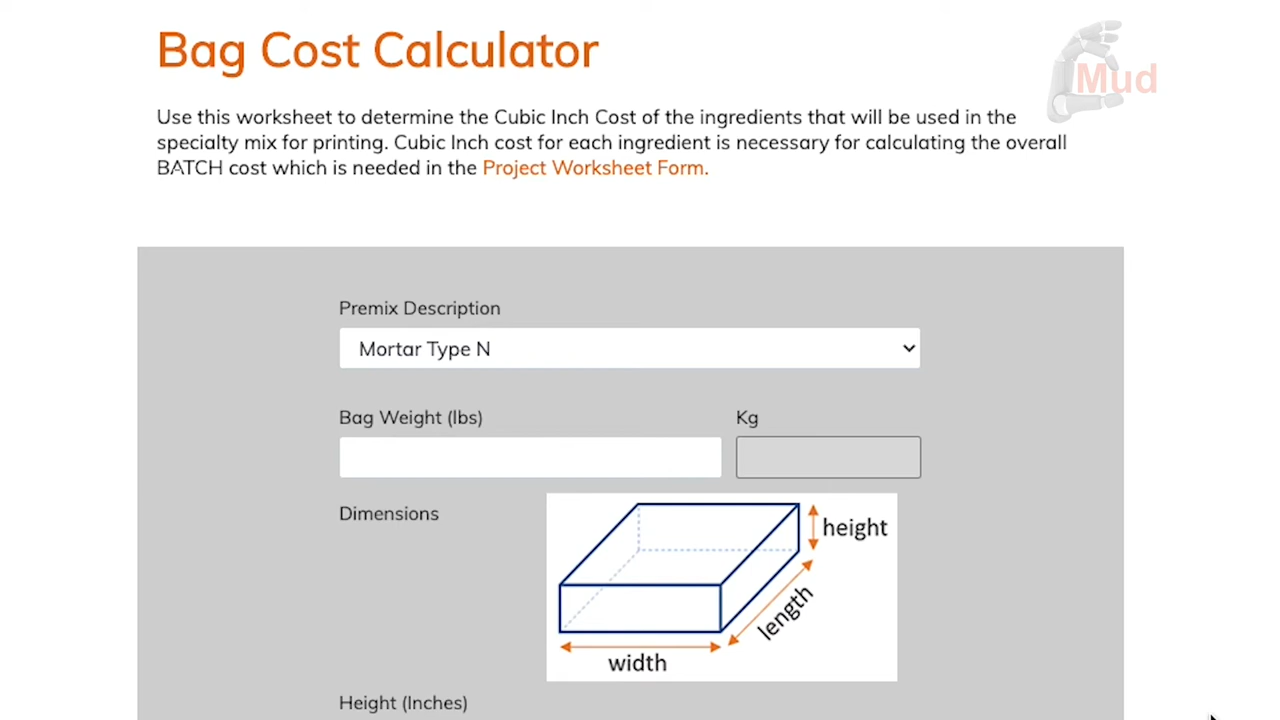 Bag Cost Calculator
Mud
Use this worksheet to determine the Cubic Inch Cost of the ingredients that will be used in the
specialty mix for printing. Cubic Inch cost for each ingredient is necessary for calculating the overall
BATCH cost which is needed in the Project Worksheet Form.
Premix Description
Mortar Type N
Bag Weight (lbs)
Kg
Dimensions
height
length
width
Height (Inches)